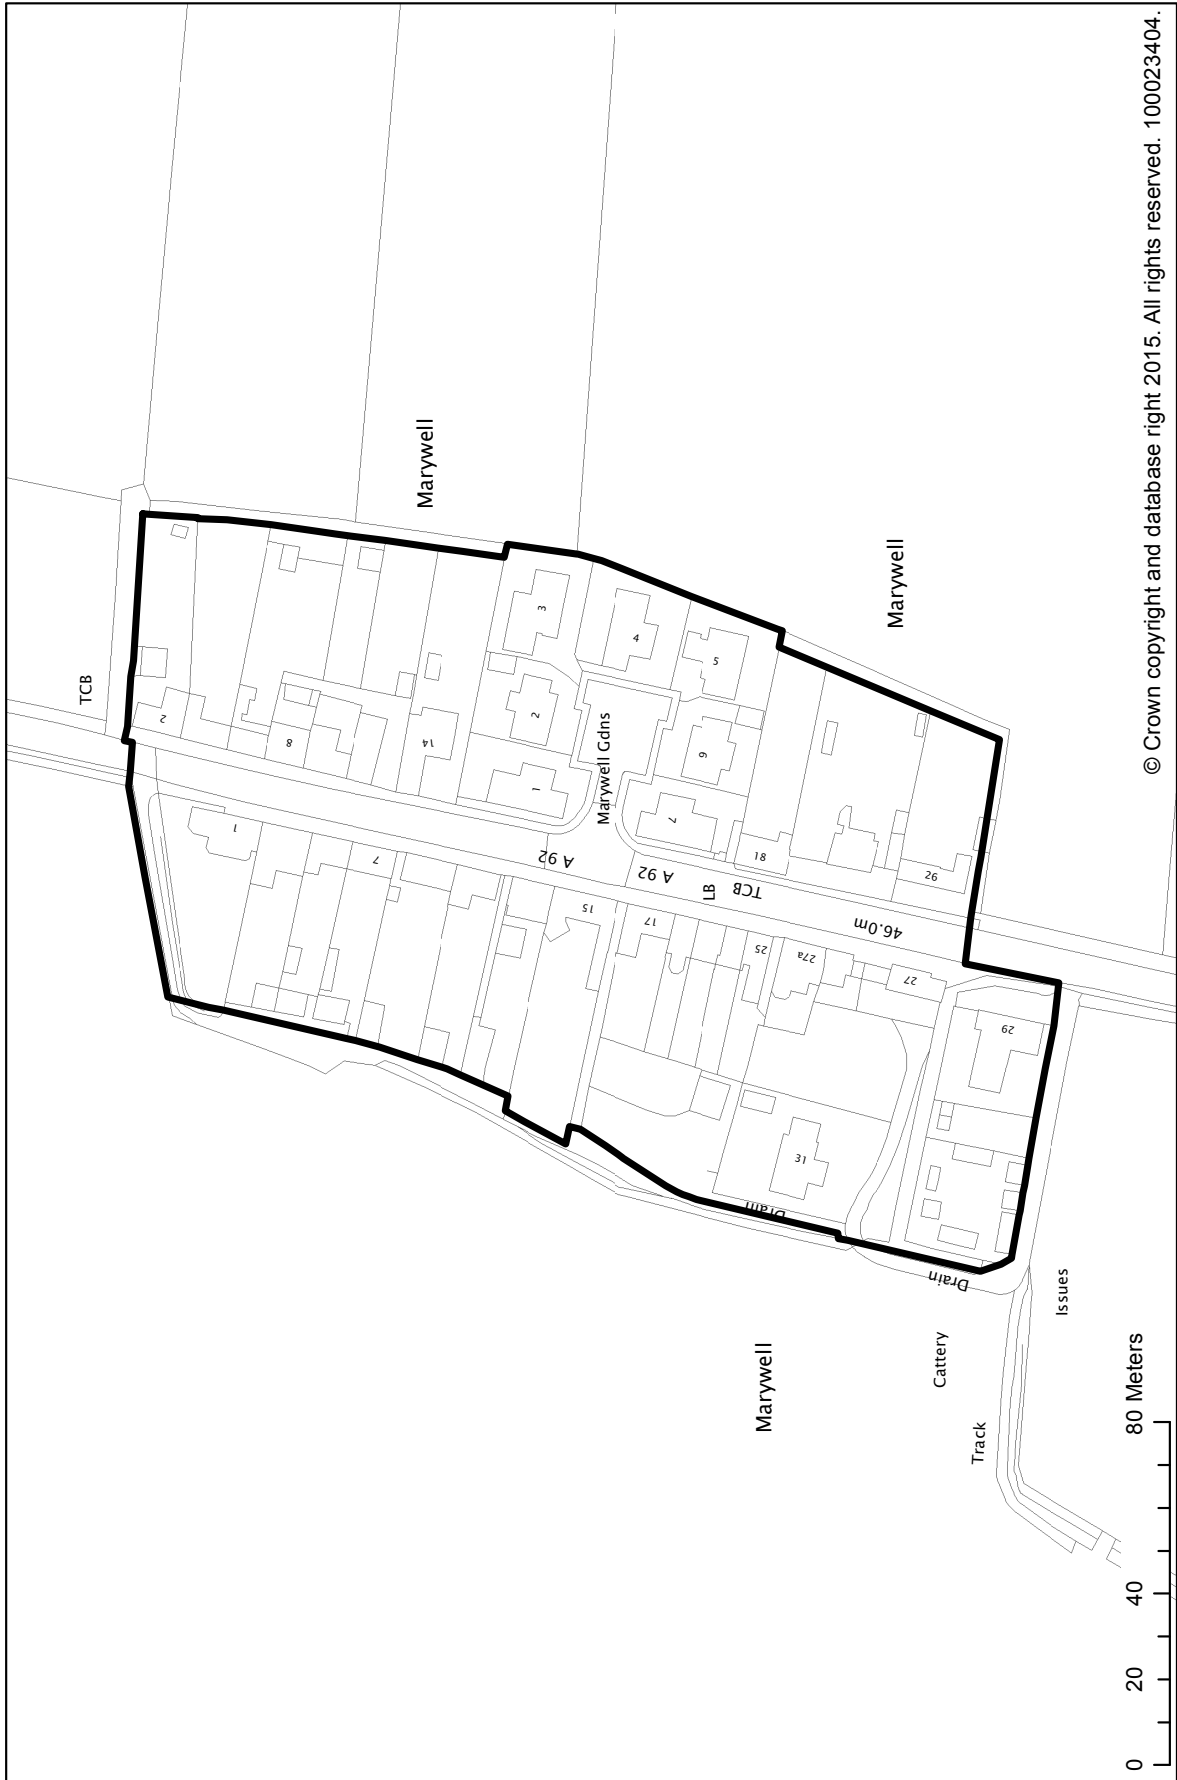 TCB
Marywell
2
8
14
1
2
3
4
5
6
7
Marywell Gdns
1
7
15
17
A 92
A 92
LB
TCB
18
26
46.0m
25
27a
27
29
31
Marywell
Drain
Drain
Marywell
Cattery
Track
Issues
0 20 40 80 Meters
© Crown copyright and database right 2015. All rights reserved. 100023404.